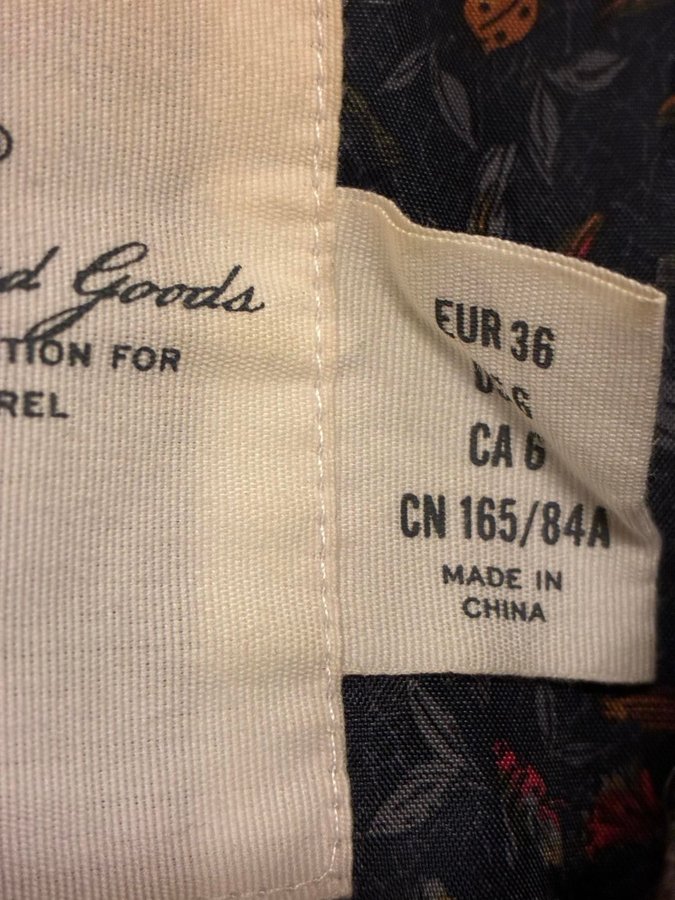 d Goods
TION FOR
REL
EUR 36
CA 6
CN 165/84A
MADE IN
CHINA